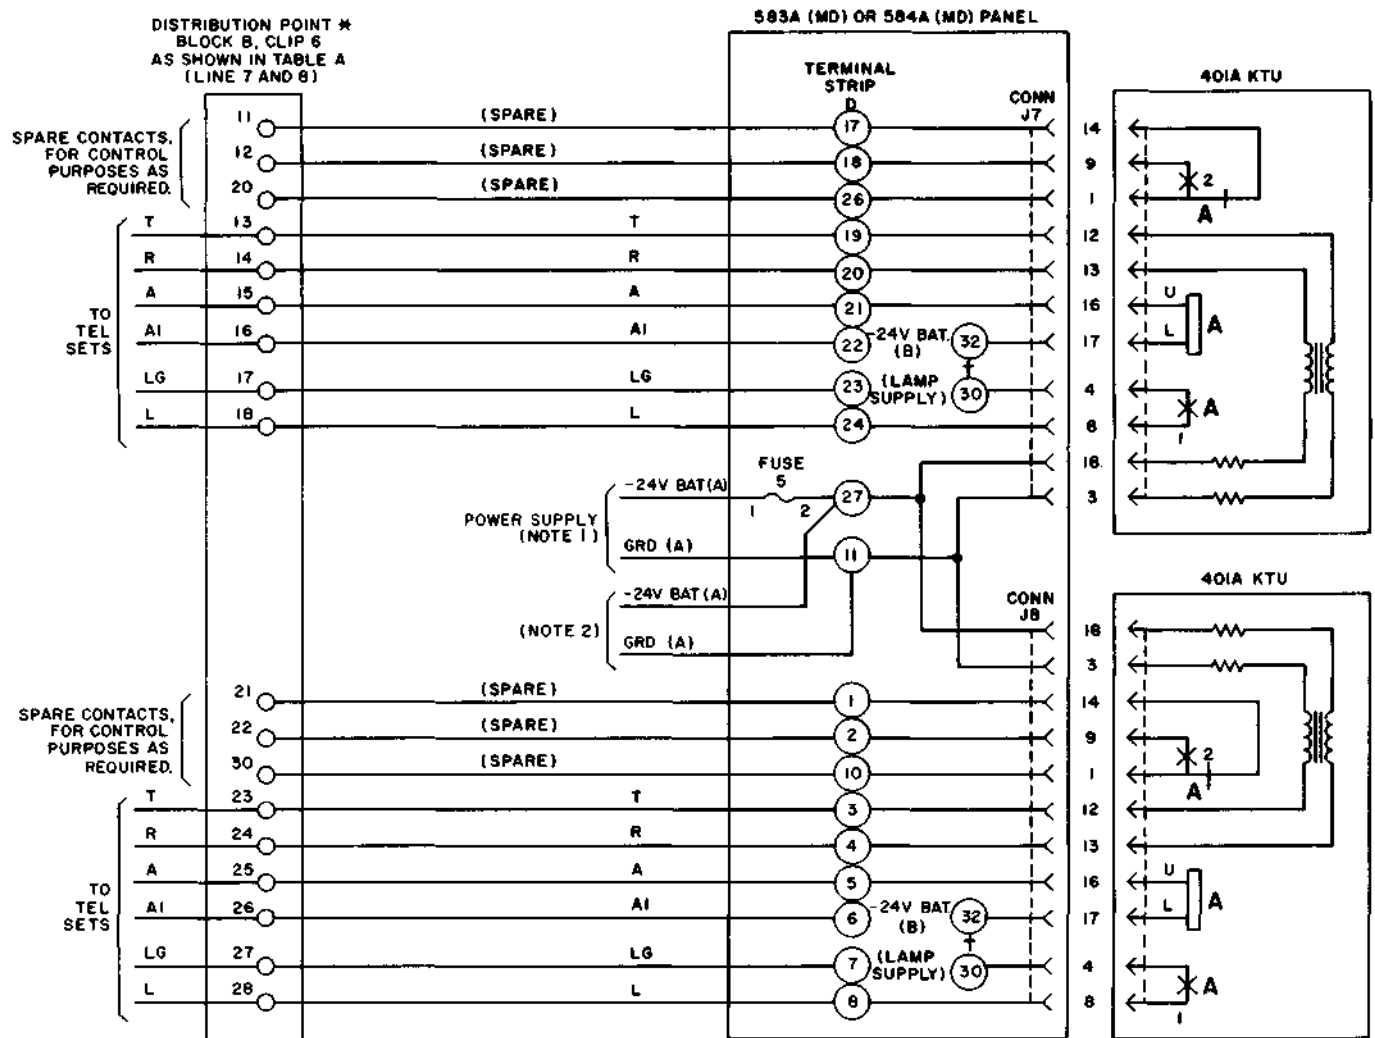 583A (MD) OR 584A (MD) PANEL
DISTRIBUTION POINT *
BLOCK B, CLIP 6
AS SHOWN IN TABLE A
(LINE 7 AND 8)
TERMINAL
STRIP
D
CONN
J7
401A KTU
SPARE CONTACTS,
FOR CONTROL
PURPOSES AS
REQUIRED.
11 (SPARE) 17 14
12 (SPARE) 18 9
2
20 (SPARE) 26 1
A
T 13 T 19 12
R 14 R 20 13
TO
TEL
SETS
A 15 A 21 16 U
A
A1 16 A1 22 -24V BAT. (B) 32 17 L
LG 17 LG 23 (LAMP SUPPLY) 30 4
A
L 18 L 24 8
1
18
FUSE
5
-24V BAT(A) 1 2 27 3
POWER SUPPLY
(NOTE 1)
GRD (A) 11
401A KTU
-24V BAT(A)
CONN
J8
(NOTE 2)
18
GRD (A)
3
SPARE CONTACTS,
FOR CONTROL
PURPOSES AS
REQUIRED.
21 (SPARE) 1 14
22 (SPARE) 2 9
2
30 (SPARE) 10 1
A
T 23 T 3 12
R 24 R 4 13
TO
TEL
SETS
A 25 A 5 16 U
A
A1 26 A1 6 -24V BAT (B) 32 17 L
LG 27 LG 7 (LAMP SUPPLY) 30 4
A
L 28 L 8 8
1